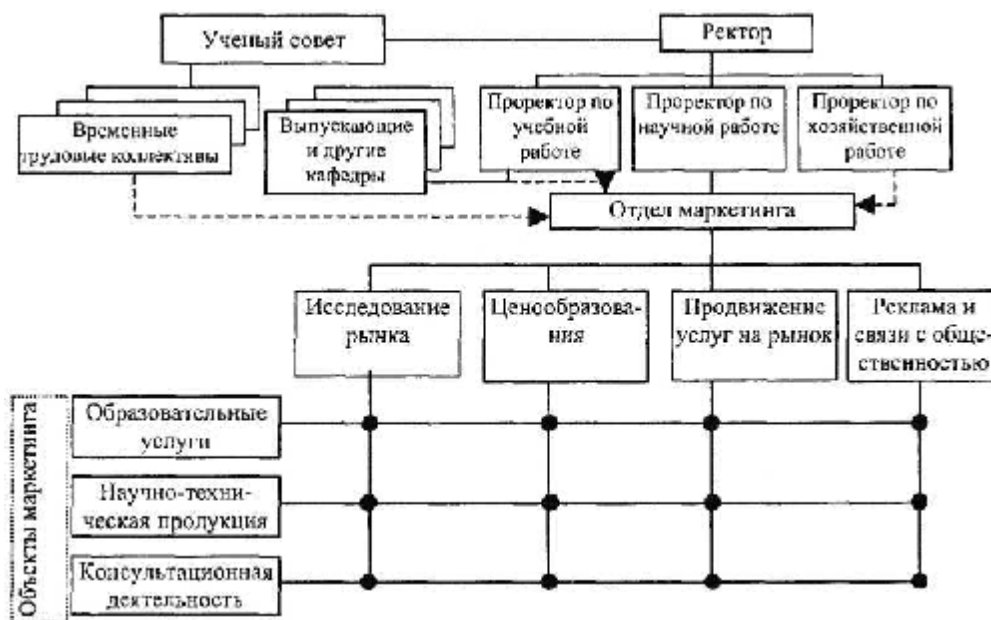 Ученый совет
Ректор
Временные
трудовые коллективы
Выпускающие
и другие
кафедры
Проректор по
учебной
работе
Проректор по
научной работе
Проректор по
хозяйственной
работе
Отдел маркетинга
Исследование
рынка
Ценообразова-
ния
Продвижение
услуг на рынок
Реклама и
связи с обще-
ственностью
Объекты маркетинга
Образовательные
услуги
Научно-техни-
ческая продукция
Консультационная
деятельность